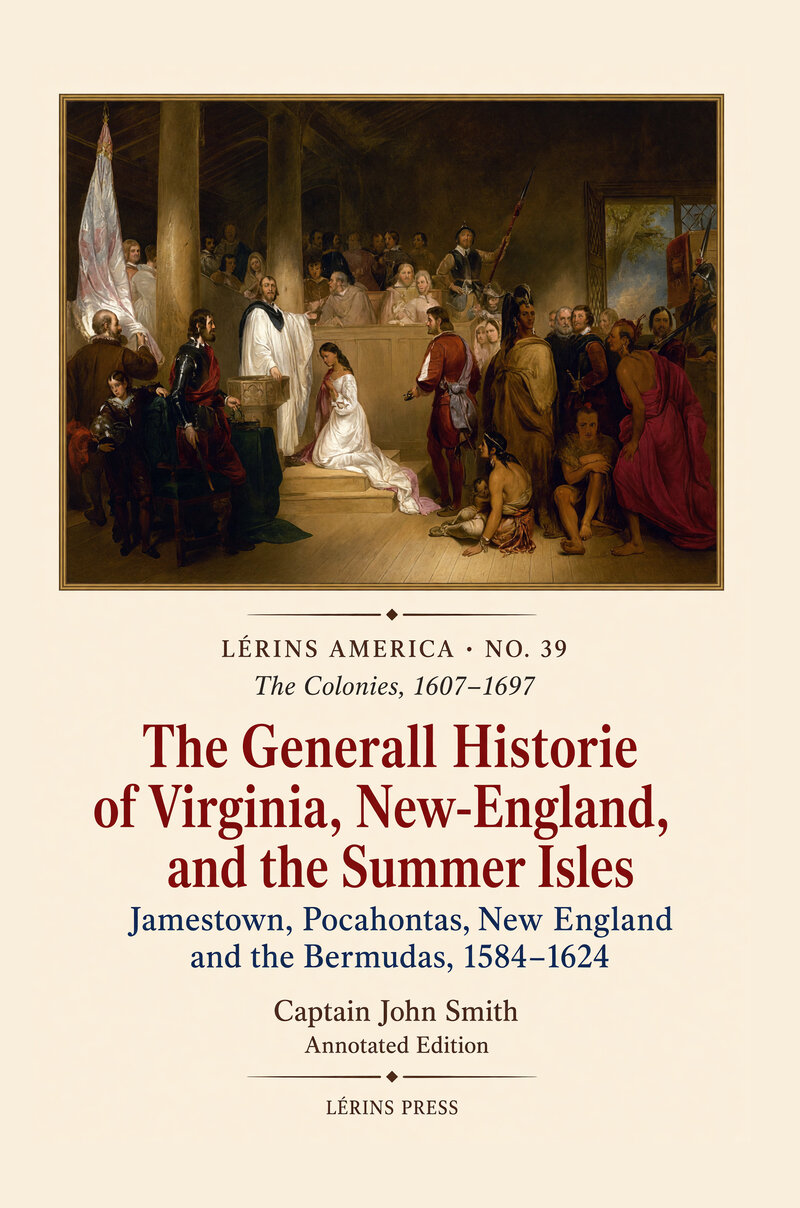 LÉRINS AMERICA • NO. 39
The Colonies, 1607–1697
The Generall Historie
of Virginia, New-England,
and the Summer Isles
Jamestown, Pocahontas, New England
and the Bermudas, 1584–1624
Captain John Smith
Annotated Edition
LÉRINS PRESS